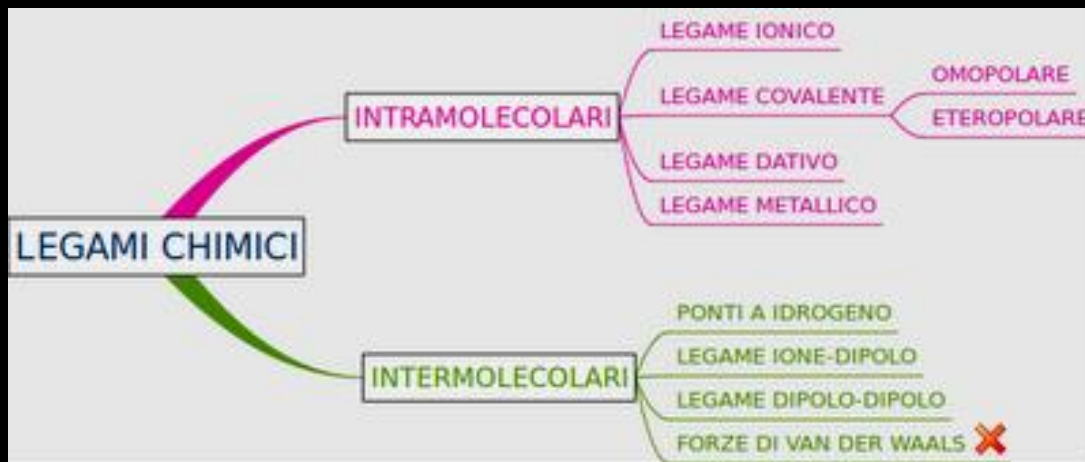 LEGAMI CHIMICI
INTRAMOLECOLARI
LEGAME IONICO
LEGAME COVALENTE
OMOPOLARE
ETEROPOLARE
LEGAME DATIVO
LEGAME METALLICO
INTERMOLECOLARI
PONTI A IDROGENO
LEGAME IONE-DIPOLO
LEGAME DIPOLO-DIPOLO
FORZE DI VAN DER WAALS